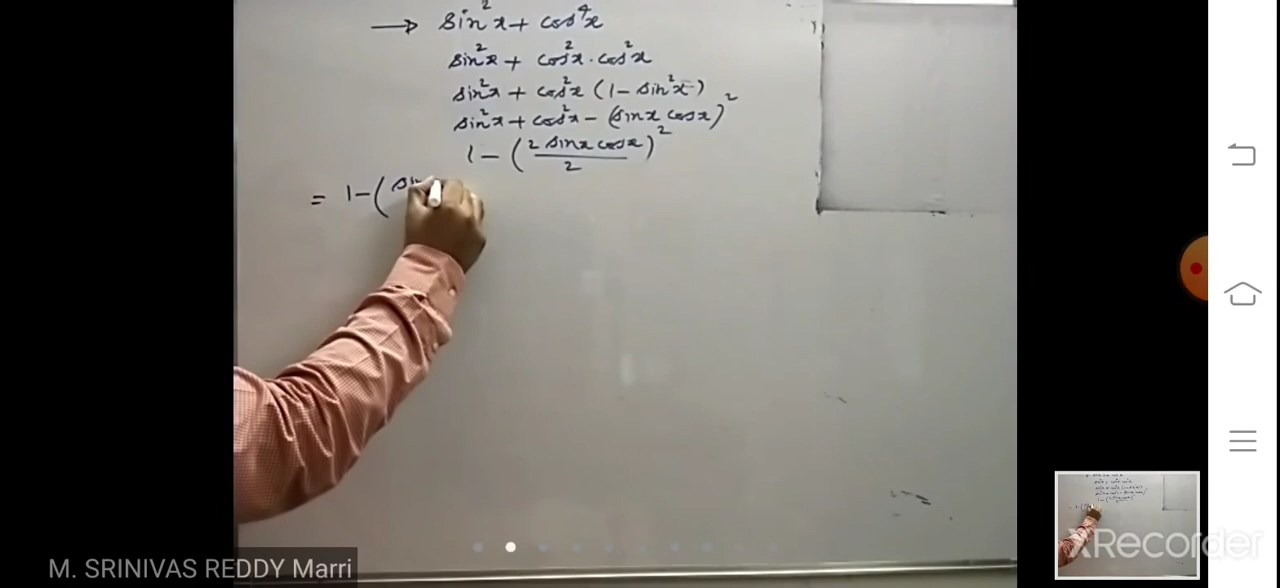 → sin²x + cos⁴x
sin²x + cos²x . cos²x
sin²x + cos²x (1 - sin²x)
sin²x + cos²x - (sinx cosx)²
1 - (2 sinx cosx / 2)²
= 1 - (sin
M. SRINIVAS REDDY Marri
XRecorder